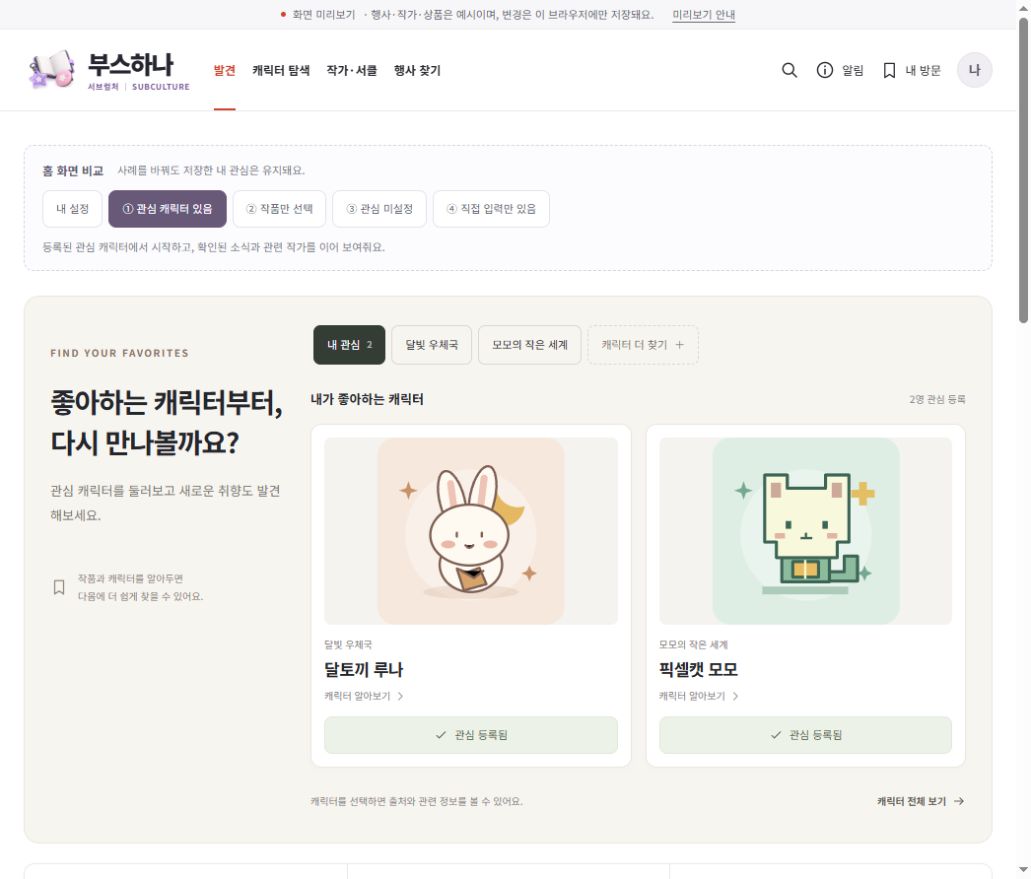 화면 미리보기 · 행사·작가·상품은 예시이며, 변경은 이 브라우저에만 저장돼요. 미리보기 안내
부스하나
서브컬처 | SUBCULTURE
발견 캐릭터 탐색 작가·서클 행사 찾기
알림 내 방문 나
홈 화면 비교 사례를 바꿔도 저장한 내 관심은 유지돼요.
내 설정 ① 관심 캐릭터 있음 ② 작품만 선택 ③ 관심 미설정 ④ 직접 입력만 있음
등록된 관심 캐릭터에서 시작하고, 확인된 소식과 관련 작가를 이어 보여줘요.
FIND YOUR FAVORITES
좋아하는 캐릭터부터,
다시 만나볼까요?
관심 캐릭터를 둘러보고 새로운 취향도 발견
해보세요.
작품과 캐릭터를 알아두면
다음에 더 쉽게 찾을 수 있어요.
내 관심 2 달빛 우체국 모모의 작은 세계 캐릭터 더 찾기 +
내가 좋아하는 캐릭터 2명 관심 등록
달빛 우체국
달토끼 루나
캐릭터 알아보기
관심 등록됨
모모의 작은 세계
픽셀캣 모모
캐릭터 알아보기
관심 등록됨
캐릭터를 선택하면 출처와 관련 정보를 볼 수 있어요. 캐릭터 전체 보기 →